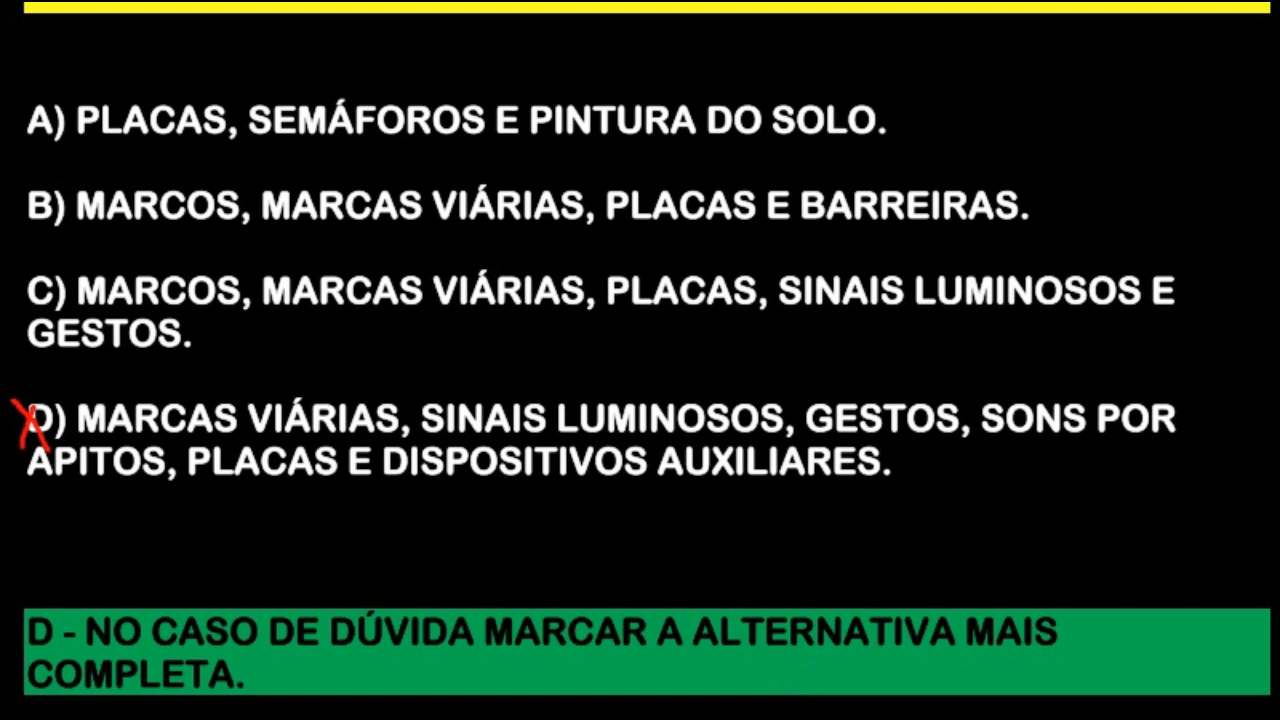 A) PLACAS, SEMÁFOROS E PINTURA DO SOLO.
B) MARCOS, MARCAS VIÁRIAS, PLACAS E BARREIRAS.
C) MARCOS, MARCAS VIÁRIAS, PLACAS, SINAIS LUMINOSOS E
GESTOS.
D) MARCAS VIÁRIAS, SINAIS LUMINOSOS, GESTOS, SONS POR
APITOS, PLACAS E DISPOSITIVOS AUXILIARES.
D - NO CASO DE DÚVIDA MARCAR A ALTERNATIVA MAIS
COMPLETA.